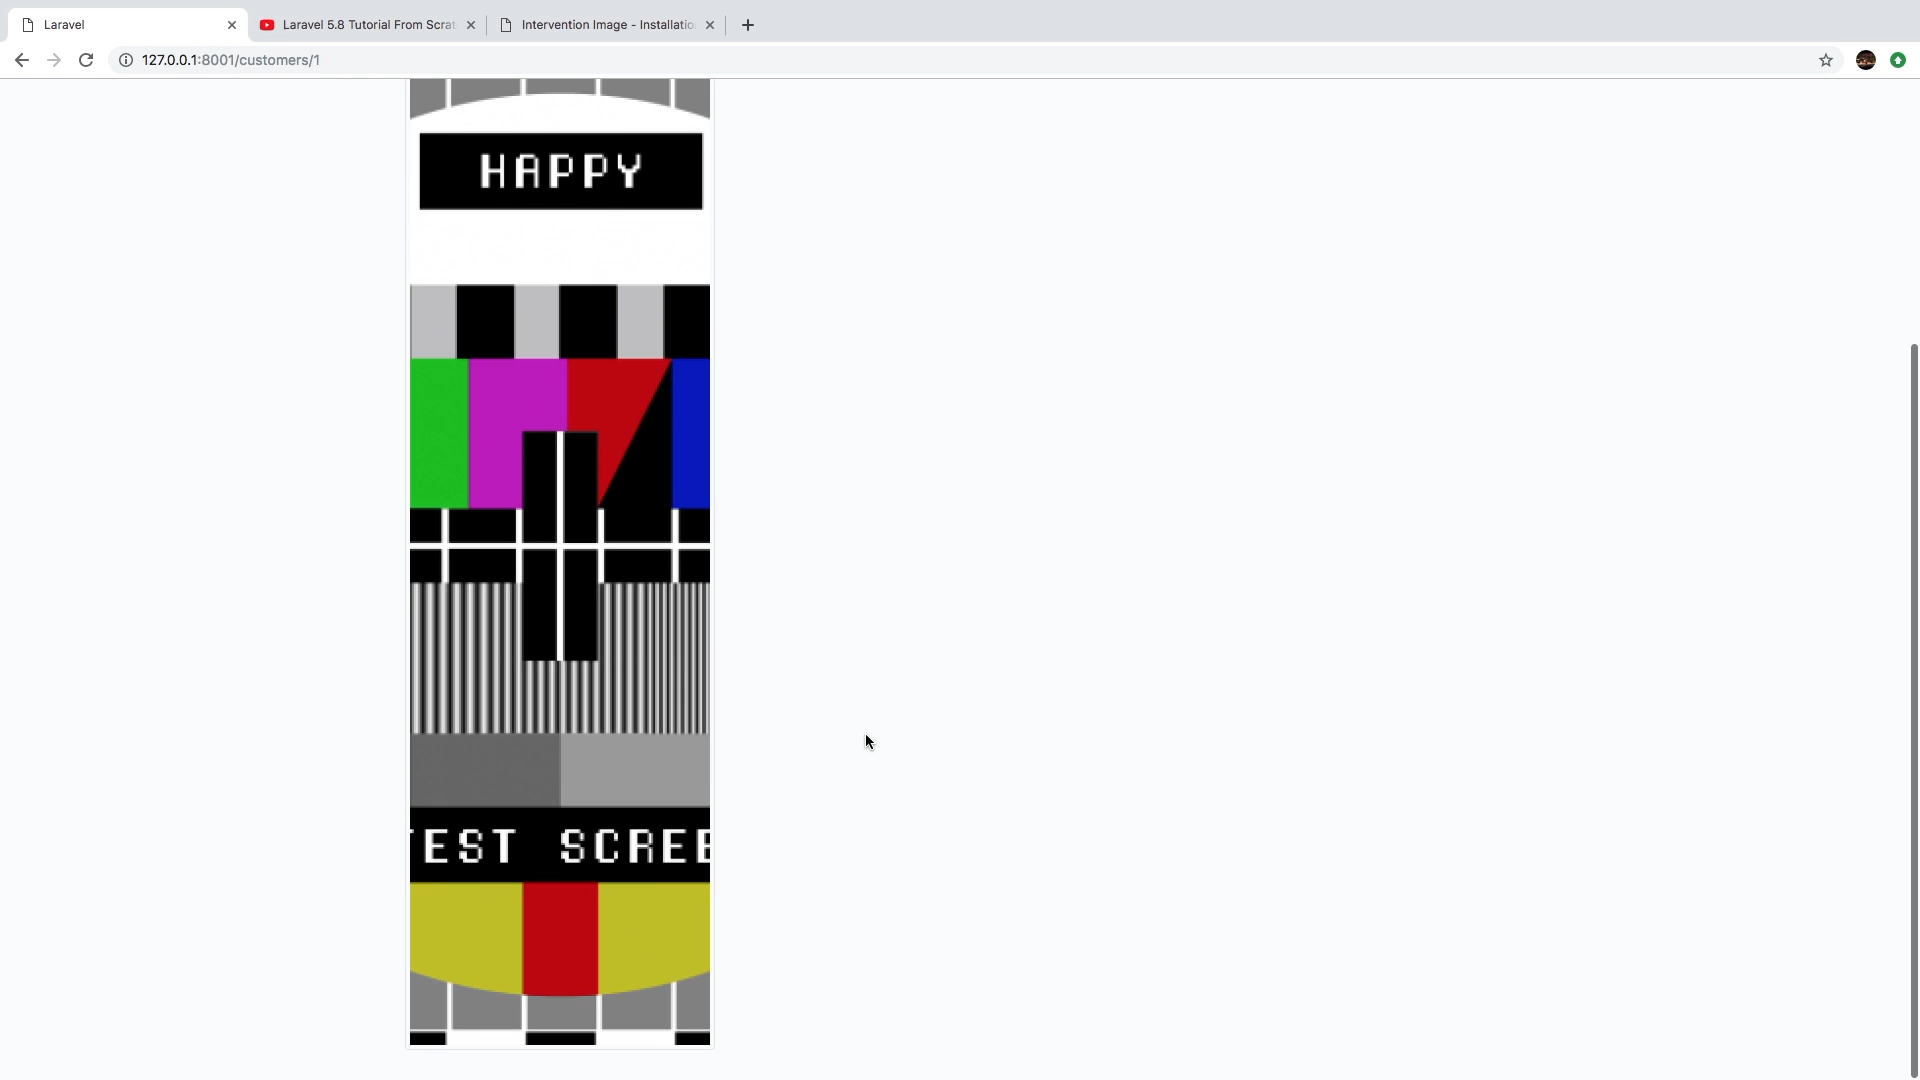 Laravel
Laravel 5.8 Tutorial From Scrat
Intervention Image - Installatio
127.0.0.1:8001/customers/1
HAPPY
TEST SCREE